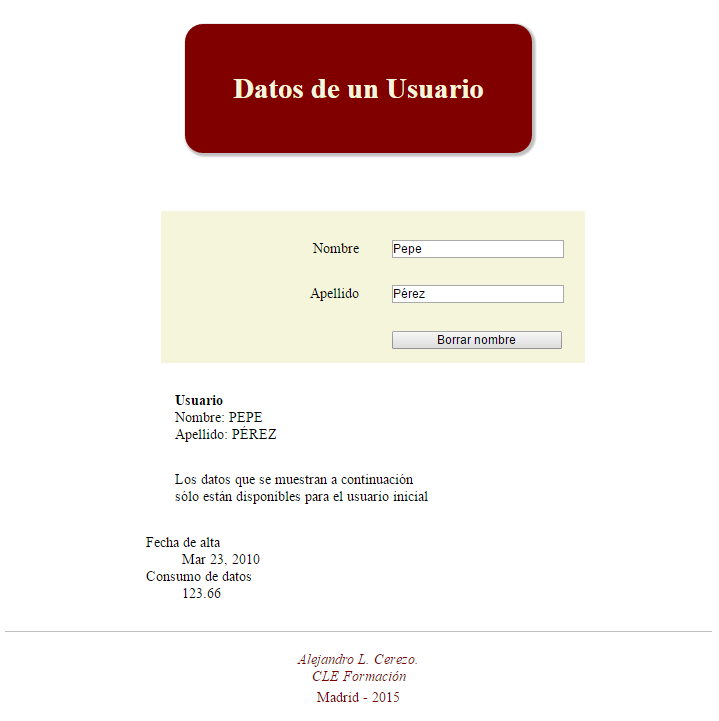 Datos de un Usuario
Nombre Pepe
Apellido Pérez
Borrar nombre
Usuario
Nombre: PEPE
Apellido: PÉREZ
Los datos que se muestran a continuación
sólo están disponibles para el usuario inicial
Fecha de alta
Mar 23, 2010
Consumo de datos
123.66
Alejandro L. Cerezo.
CLE Formación
Madrid - 2015